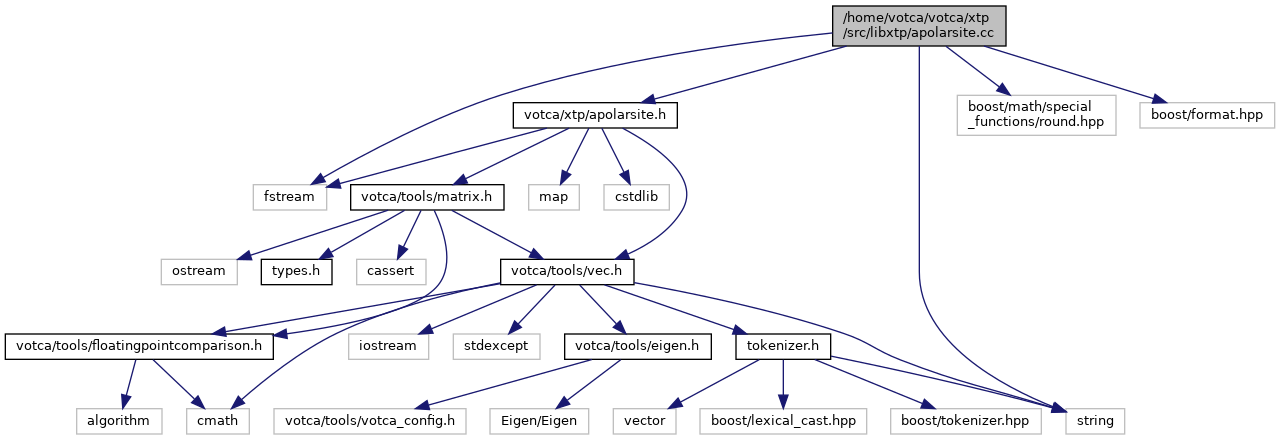 /home/votca/votca/xtp
/src/libxtp/apolarsite.cc
votca/xtp/apolarsite.h
boost/math/special
_functions/round.hpp
boost/format.hpp
fstream
votca/tools/matrix.h
map
cstdlib
ostream
types.h
cassert
votca/tools/vec.h
votca/tools/floatingpointcomparison.h
iostream
stdexcept
votca/tools/eigen.h
tokenizer.h
algorithm
cmath
votca/tools/votca_config.h
Eigen/Eigen
vector
boost/lexical_cast.hpp
boost/tokenizer.hpp
string